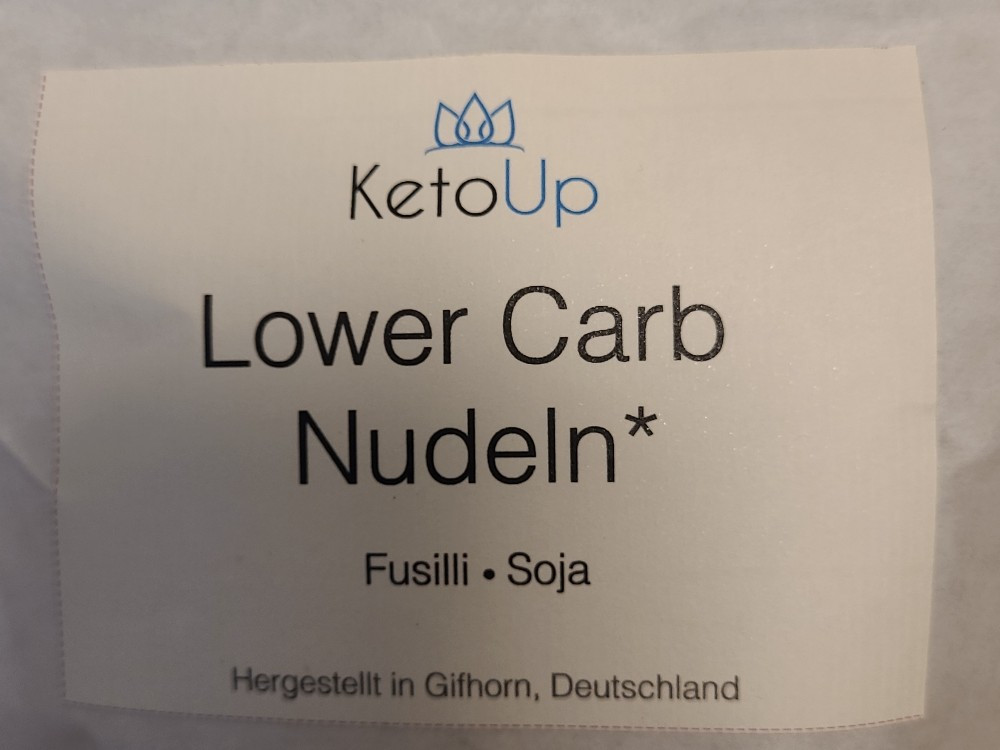 KetoUp
Lower Carb
Nudeln*
Fusilli • Soja
Hergestellt in Gifhorn, Deutschland